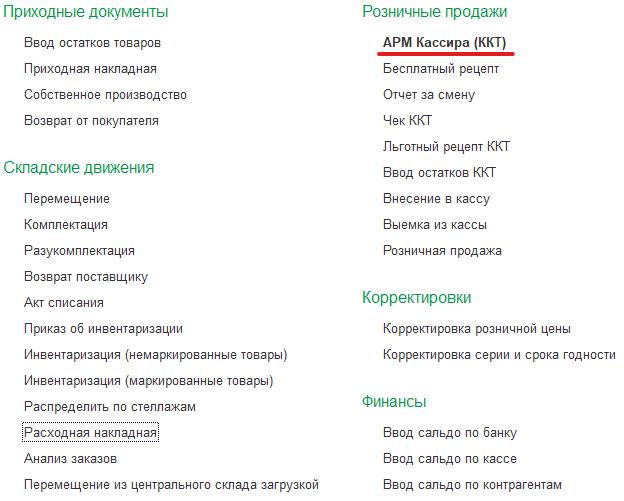 Приходные документы
Ввод остатков товаров
Приходная накладная
Собственное производство
Возврат от покупателя
Складские движения
Перемещение
Комплектация
Разукомплектация
Возврат поставщику
Акт списания
Приказ об инвентаризации
Инвентаризация (немаркированные товары)
Инвентаризация (маркированные товары)
Распределить по стеллажам
Расходная накладная
Анализ заказов
Перемещение из центрального склада загрузкой
Розничные продажи
АРМ Кассира (ККТ)
Бесплатный рецепт
Отчет за смену
Чек ККТ
Льготный рецепт ККТ
Ввод остатков ККТ
Внесение в кассу
Выемка из кассы
Розничная продажа
Корректировки
Корректировка розничной цены
Корректировка серии и срока годности
Финансы
Ввод сальдо по банку
Ввод сальдо по кассе
Ввод сальдо по контрагентам